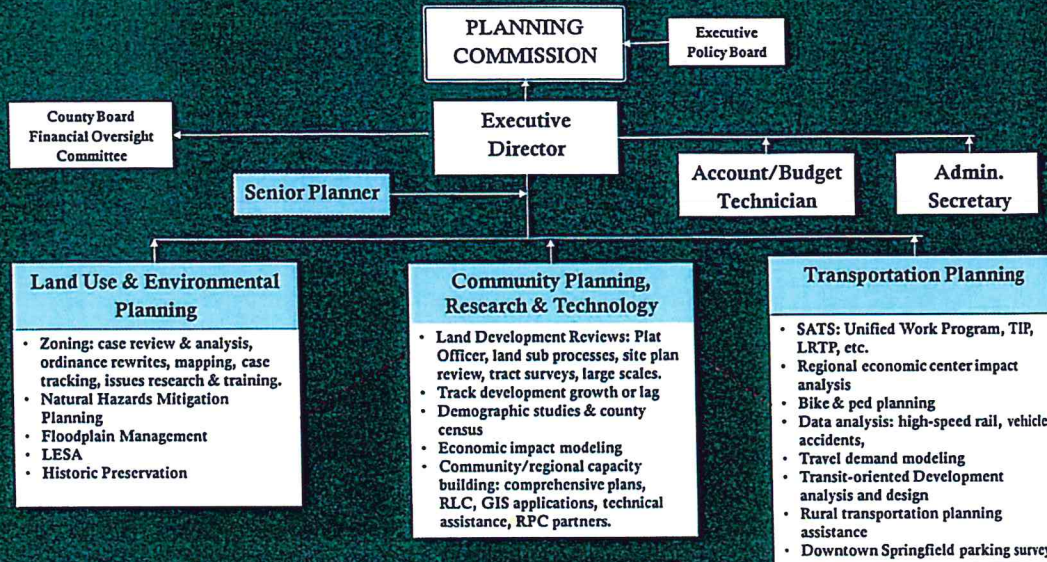 PLANNING
COMMISSION
Executive
Policy Board
County Board
Financial Oversight
Committee
Executive
Director
Senior Planner
Account/Budget
Technician
Admin.
Secretary
Land Use & Environmental
Planning
• Zoning: case review & analysis,
ordinance rewrites, mapping, case
tracking, issues research & training.
• Natural Hazards Mitigation
Planning
• Floodplain Management
• LESA
• Historic Preservation
Community Planning,
Research & Technology
• Land Development Reviews: Plat
Officer, land sub processes, site plan
review, tract surveys, large scales.
• Track development growth or lag
• Demographic studies & county
census
• Economic impact modeling
• Community/regional capacity
building: comprehensive plans,
RLC, GIS applications, technical
assistance, RPC partners.
Transportation Planning
• SATS: Unified Work Program, TIP,
LRTP, etc.
• Regional economic center impact
analysis
• Bike & ped planning
• Data analysis: high-speed rail, vehicle
accidents,
• Travel demand modeling
• Transit-oriented Development
analysis and design
• Rural transportation planning
assistance
• Downtown Springfield parking survey